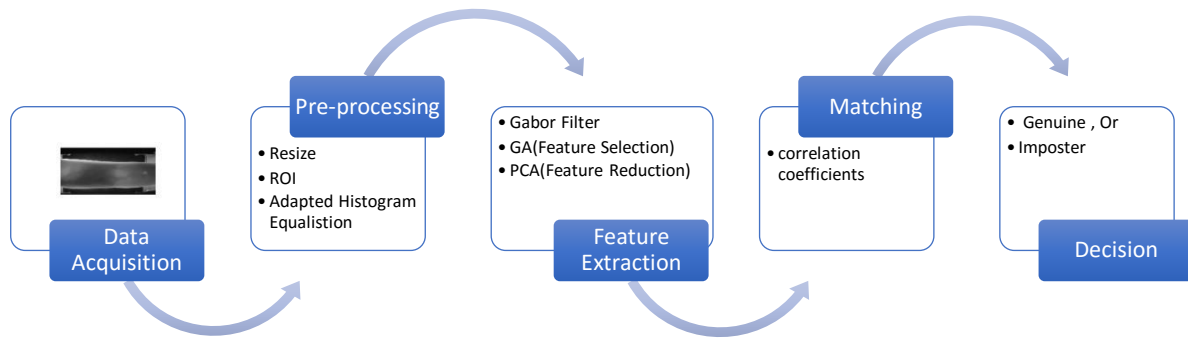 Data
Acquisition
Pre-processing
• Resize
• ROI
• Adapted Histogram
Equalistion
• Gabor Filter
• GA(Feature Selection)
• PCA(Feature Reduction)
Feature
Extraction
Matching
• correlation
coefficients
• Genuine , Or
• Imposter
Decision